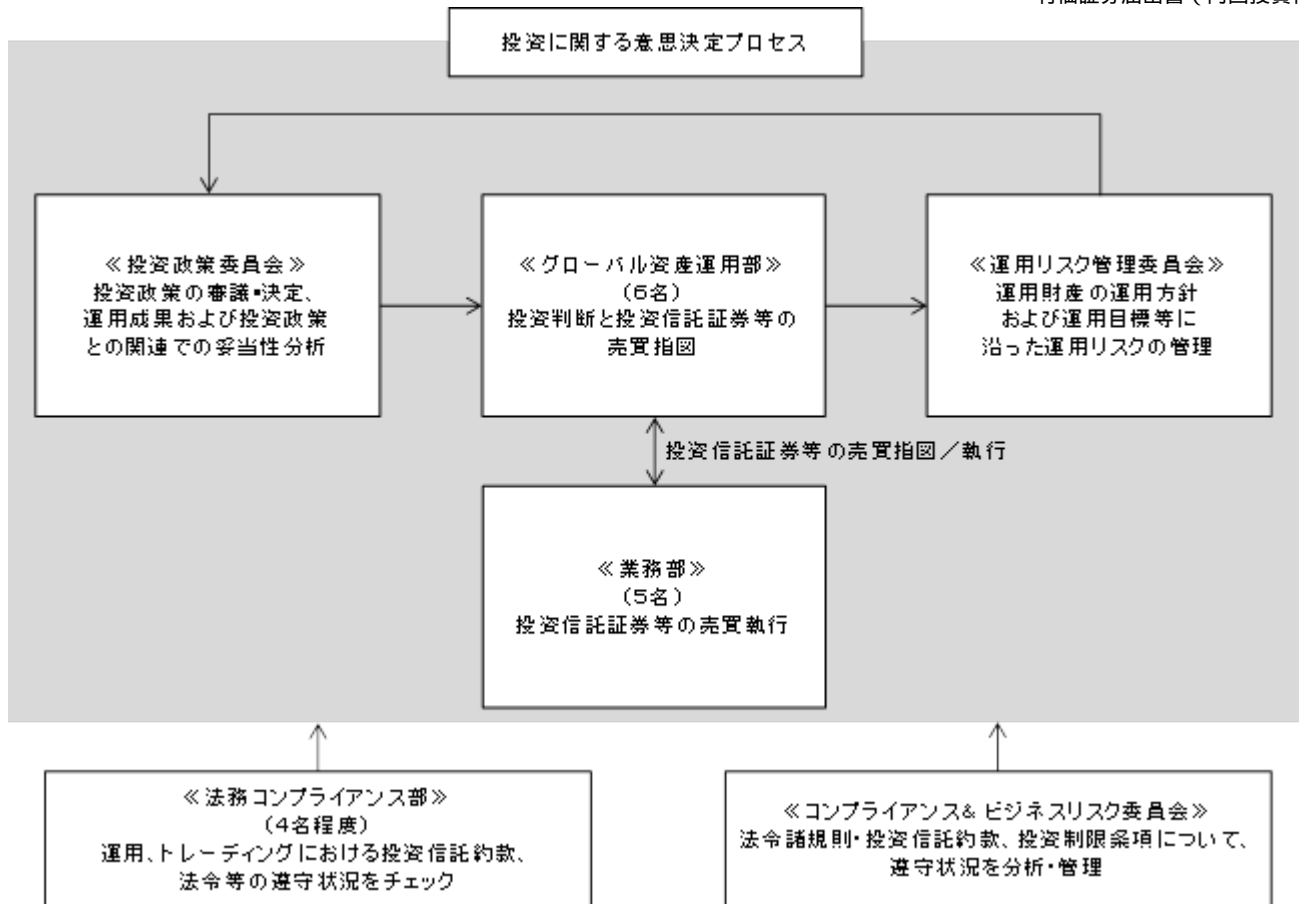 投資に関する意思決定プロセス
≪投資政策委員会≫
投資政策の審議・決定、
運用成果および投資政策
との関連での妥当性分析
≪グローバル資産運用部≫
(6名)
投資判断と投資信託証券等の
売買指図
≪運用リスク管理委員会≫
運用財産の運用方針
および運用目標等に
沿った運用リスクの管理
投資信託証券等の売買指図／執行
≪業務部≫
(5名)
投資信託証券等の売買執行
≪法務コンプライアンス部≫
(4名程度)
運用、トレーディングにおける投資信託約款、
法令等の遵守状況をチェック
≪コンプライアンス& ビジネスリスク委員会≫
法令諸規則・投資信託約款、投資制限条項について、
遵守状況を分析・管理